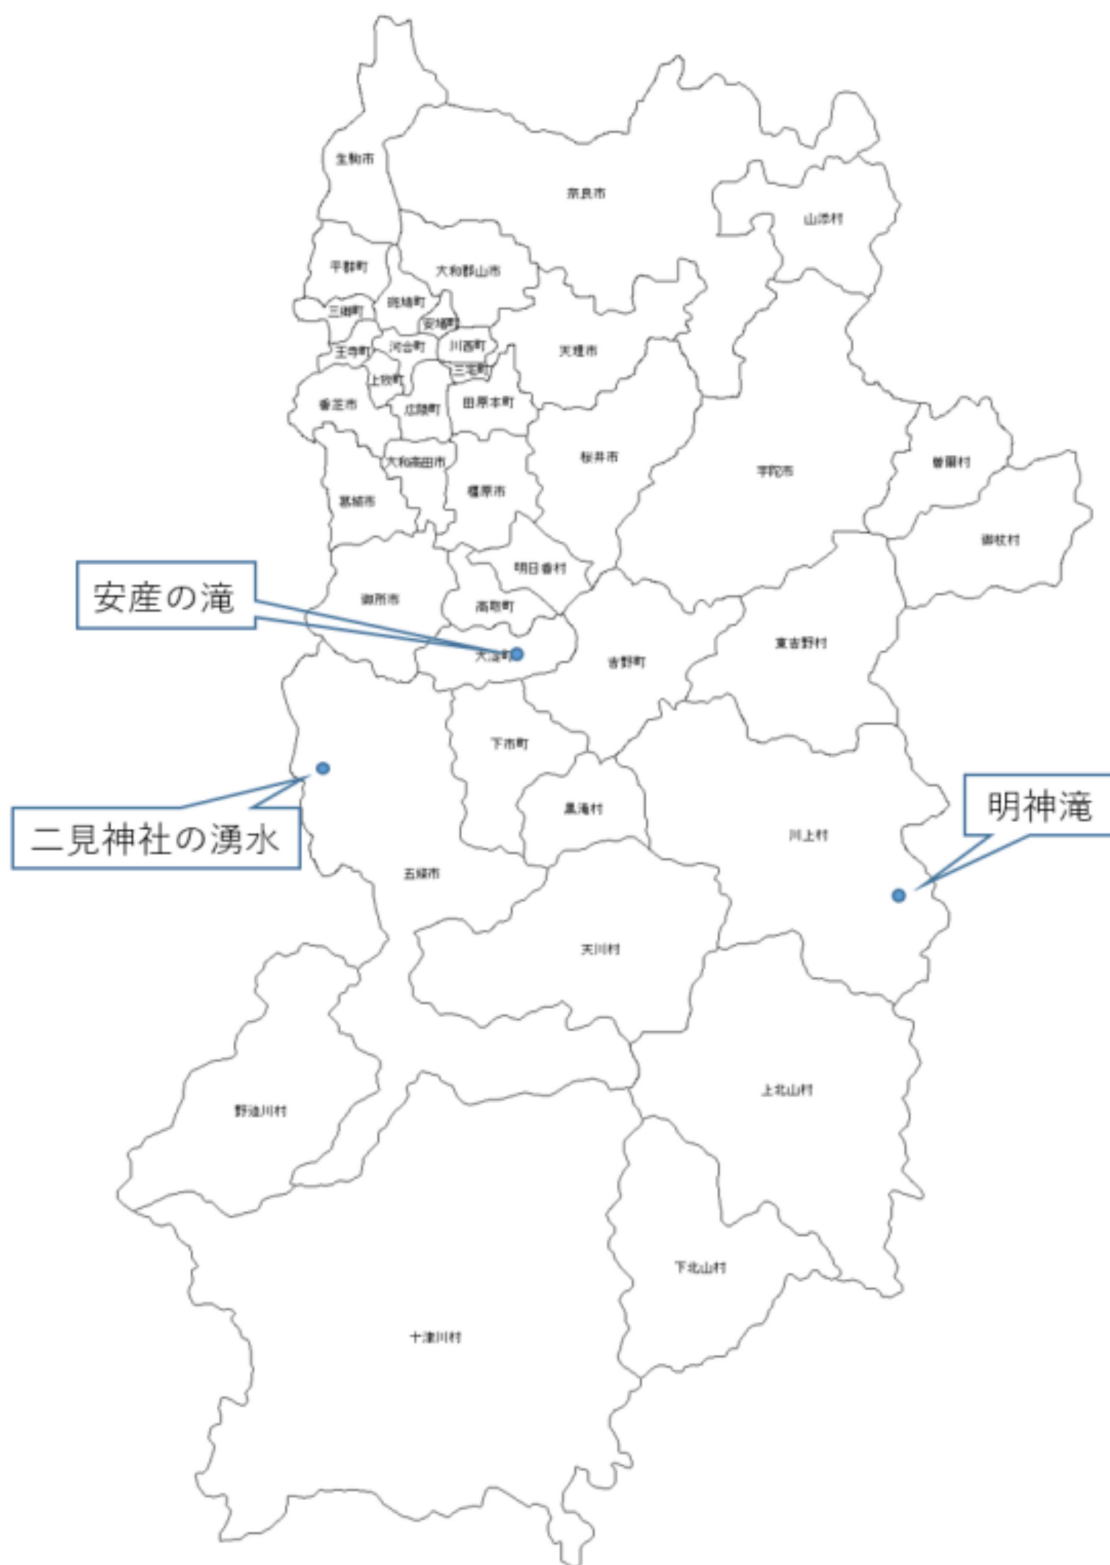 生駒市
奈良市
山添村
平群町
大和郡山市
斑鳩町
三郷町
安堵町
王寺町
河合町
川西町
天理市
三宅町
上牧町
香芝市
広陵町
田原本町
大和高田市
桜井市
宇陀市
曽爾村
葛城市
橿原市
御杖村
明日香村
安産の滝
御所市
高取町
東吉野村
大淀町
吉野町
下市町
二見神社の湧水
黒滝村
明神滝
川上村
五條市
天川村
上北山村
野迫川村
下北山村
十津川村